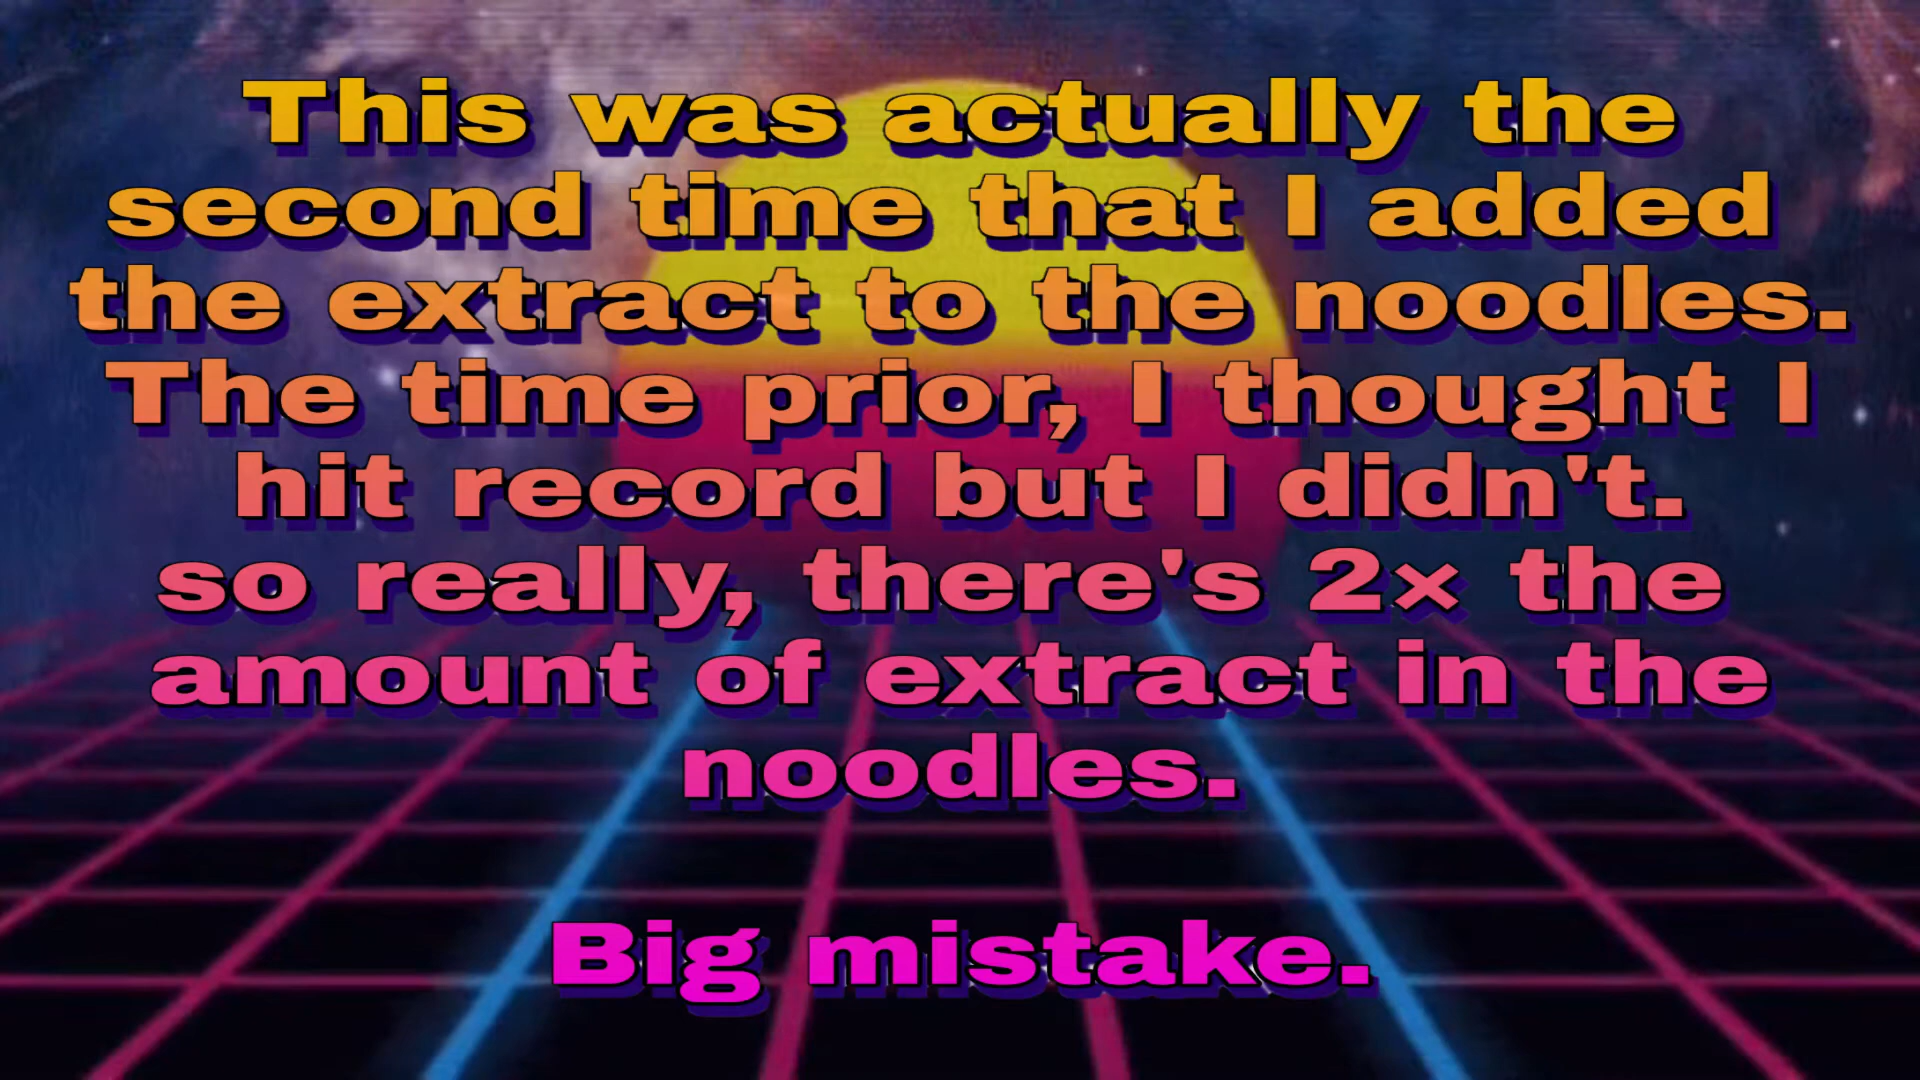 This was actually the
second time that I added
the extract to the noodles.
The time prior, I thought I
hit record but I didn't.
so really, there's 2× the
amount of extract in the
noodles.
Big mistake.